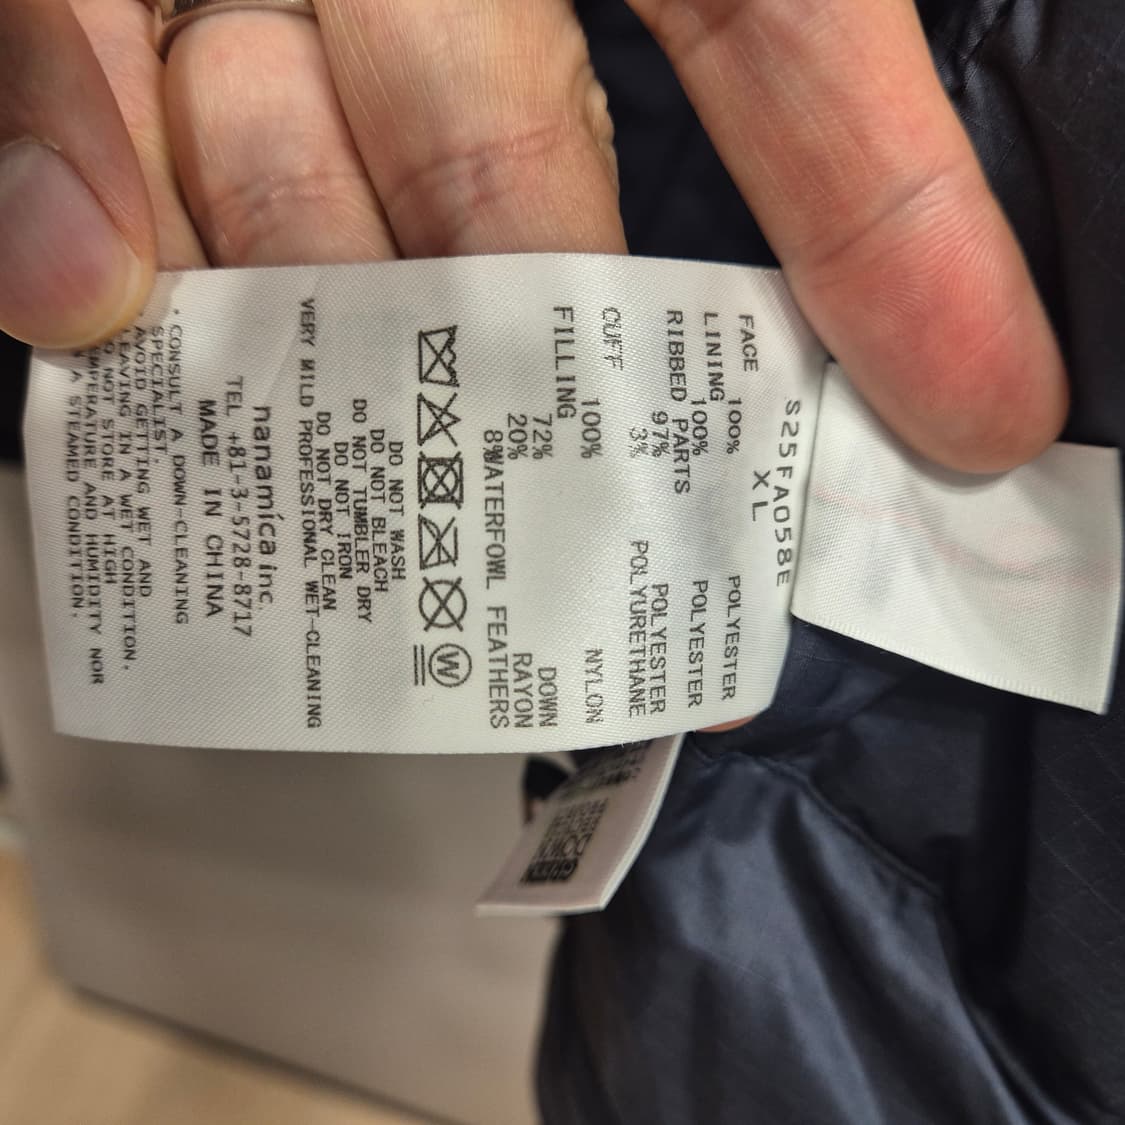 S25FA058E
XL
FACE
100% POLYESTER
LINING
100% POLYESTER
RIBBED PARTS
97% POLYESTER
3% POLYURETHANE
CUFF
100% NYLON
FILLING
72% DOWN
20% RAYON
8%WATERFOWL FEATHERS
W
DO NOT WASH
DO NOT BLEACH
DO NOT TUMBLER DRY
DO NOT IRON
DO NOT DRY CLEAN
VERY MILD PROFESSIONAL WET-CLEANING
nanamíca inc.
TEL +81-3-5728-8717
MADE IN CHINA
* CONSULT A DOWN-CLEANING
SPECIALIST.
AVOID GETTING WET AND
LEAVING IN A WET CONDITION.
NOT STORE AT HIGH
TEMPERATURE AND HUMIDITY NOR
A STEAMED CONDITION.
GREEN
DOWN